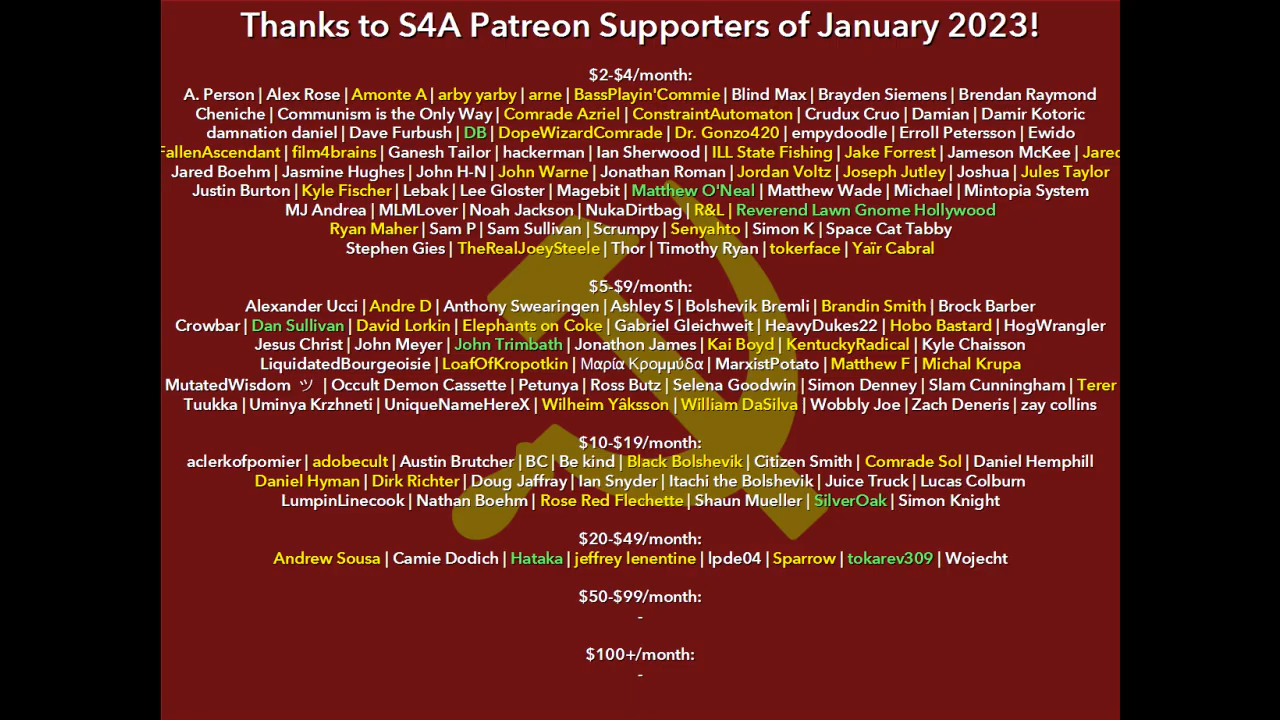 Thanks to S4A Patreon Supporters of January 2023!
$2-$4/month:
A. Person | Alex Rose | Amonte A | arby yarby | arne | BassPlayin'Commie | Blind Max | Brayden Siemens | Brendan Raymond
Cheniche | Communism is the Only Way | Comrade Azriel | ConstraintAutomaton | Crudux Cruo | Damian | Damir Kotoric
damnation daniel | Dave Furbush | DB | DopeWizardComrade | Dr. Gonzo420 | empydoodle | Erroll Petersson | Ewido
FallenAscendant | film4brains | Ganesh Tailor | hackerman | Ian Sherwood | ILL State Fishing | Jake Forrest | Jameson McKee | Jared
Jared Boehm | Jasmine Hughes | John H-N | John Warne | Jonathan Roman | Jordan Voltz | Joseph Jutley | Joshua | Jules Taylor
Justin Burton | Kyle Fischer | Lebak | Lee Gloster | Magebit | Matthew O'Neal | Matthew Wade | Michael | Mintopia System
MJ Andrea | MLMLover | Noah Jackson | NukaDirtbag | R&L | Reverend Lawn Gnome Hollywood
Ryan Maher | Sam P | Sam Sullivan | Scrumpy | Senyahto | Simon K | Space Cat Tabby
Stephen Gies | TheRealJoeySteele | Thor | Timothy Ryan | tokerface | Yaïr Cabral
$5-$9/month:
Alexander Ucci | Andre D | Anthony Swearingen | Ashley S | Bolshevik Bremli | Brandin Smith | Brock Barber
Crowbar | Dan Sullivan | David Lorkin | Elephants on Coke | Gabriel Gleichweit | HeavyDukes22 | Hobo Bastard | HogWrangler
Jesus Christ | John Meyer | John Trimbath | Jonathon James | Kai Boyd | KentuckyRadical | Kyle Chaisson
LiquidatedBourgeoisie | LoafOfKropotkin | Μαρία Κρομμύδα | MarxistPotato | Matthew F | Michal Krupa
MutatedWisdom ツ | Occult Demon Cassette | Petunya | Ross Butz | Selena Goodwin | Simon Denney | Slam Cunningham | Terer
Tuukka | Uminya Krzhneti | UniqueNameHereX | Wilheim Yâksson | William DaSilva | Wobbly Joe | Zach Deneris | zay collins
$10-$19/month:
aclerkofpomier | adobecult | Austin Brutcher | BC | Be kind | Black Bolshevik | Citizen Smith | Comrade Sol | Daniel Hemphill
Daniel Hyman | Dirk Richter | Doug Jaffray | Ian Snyder | Itachi the Bolshevik | Juice Truck | Lucas Colburn
LumpinLinecook | Nathan Boehm | Rose Red Flechette | Shaun Mueller | SilverOak | Simon Knight
$20-$49/month:
Andrew Sousa | Camie Dodich | Hataka | jeffrey lenentine | lpde04 | Sparrow | tokarev309 | Wojecht
$50-$99/month:
-
$100+/month:
-